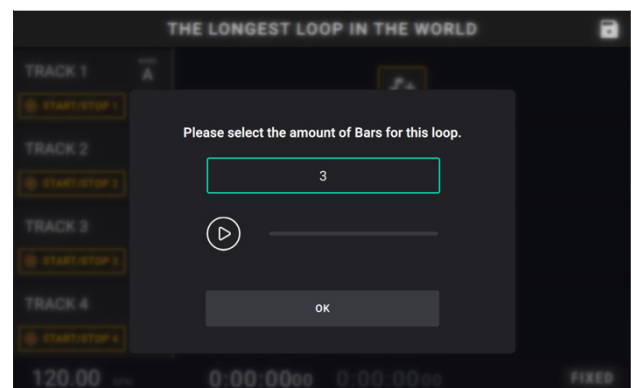 THE LONGEST LOOP IN THE WORLD
TRACK 1
A
START/STOP 1
Please select the amount of Bars for this loop.
TRACK 2
3
START/STOP 2
TRACK 3
START/STOP 3
TRACK 4
OK
START/STOP 4
120.00
0:00:0000 0:00:0000
FIXED